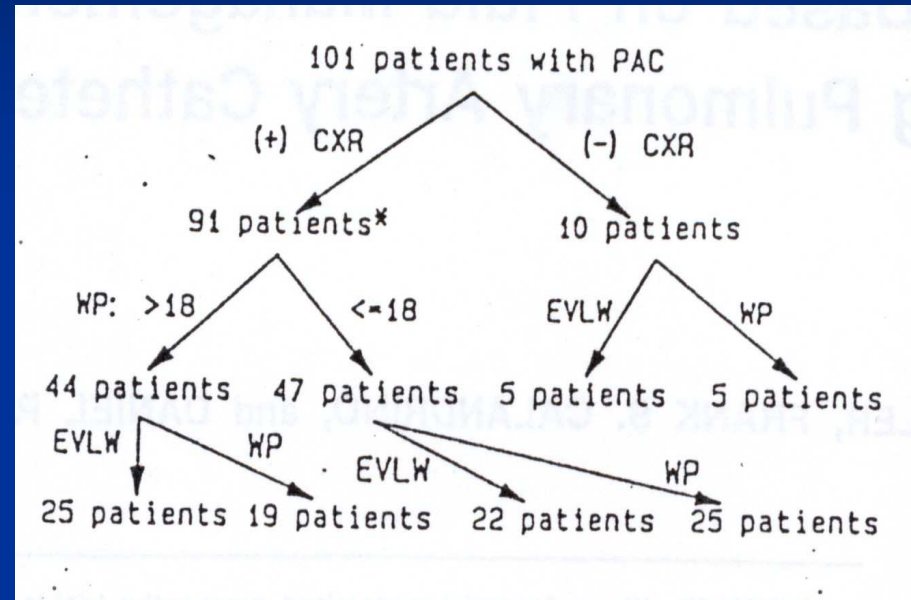 101 patients with PAC
(+) CXR (-) CXR
91 patients* 10 patients
WP: >18 <=18 EVLW WP
44 patients 47 patients 5 patients 5 patients
EVLW WP EVLW WP
25 patients 19 patients 22 patients 25 patients